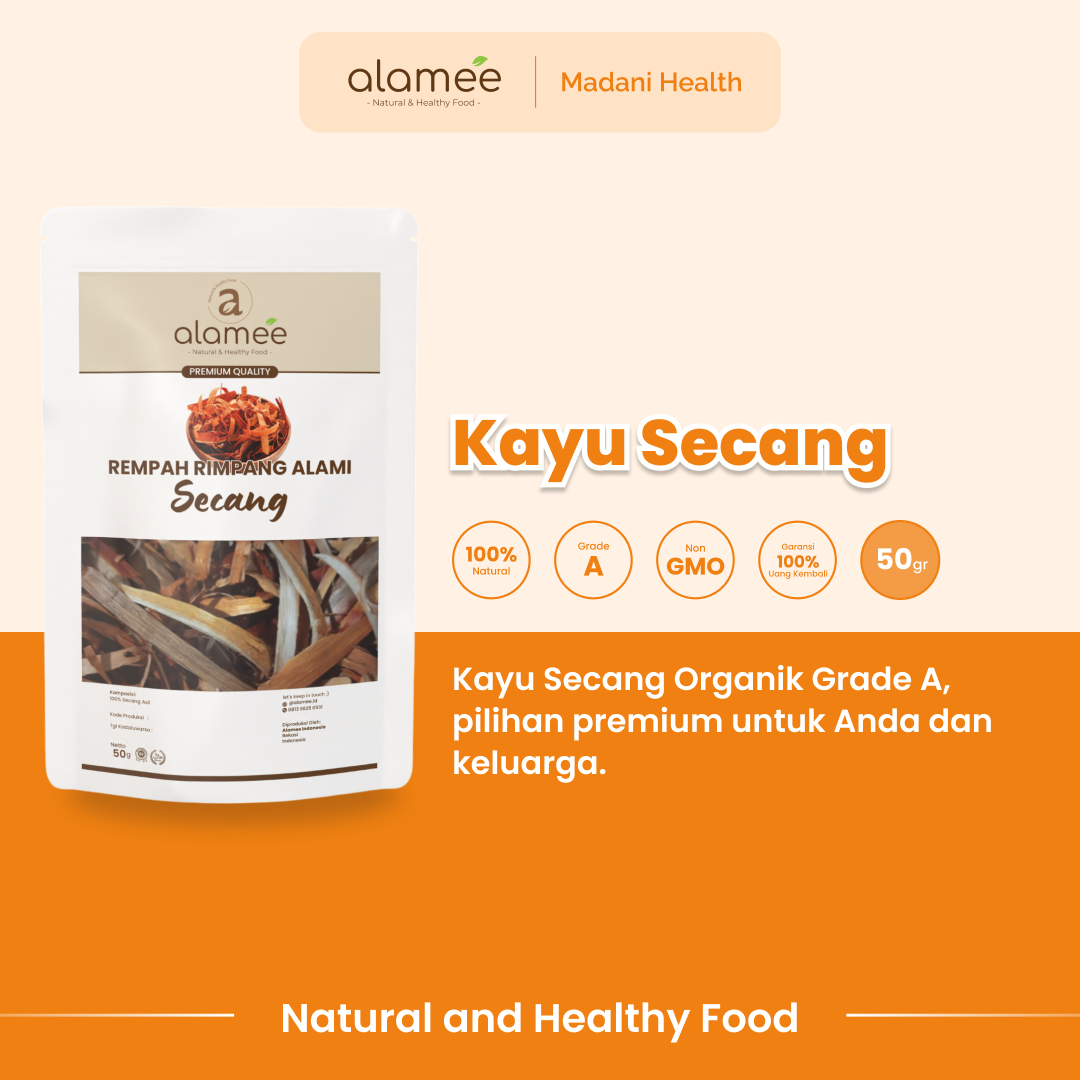 alamee
- Natural & Healthy Food -
Madani Health
a
alamee
- Natural & Healthy Food -
PREMIUM QUALITY
REMPAH RIMPANG ALAMI
Secang
Komposisi
100% Secang Asli
Kode Produksi :
Tgl Kadaluwarsa :
Netto
50g
let's keep in touch :)
@alamee.id
Diproduksi Oleh:
Alamee Indonesia
Bekasi
Indonesia
Kayu Secang
100%
Natural
Grade
A
Non
GMO
Garansi
100%
Uang Kembali
50gr
Kayu Secang Organik Grade A,
pilihan premium untuk Anda dan
keluarga.
Natural and Healthy Food